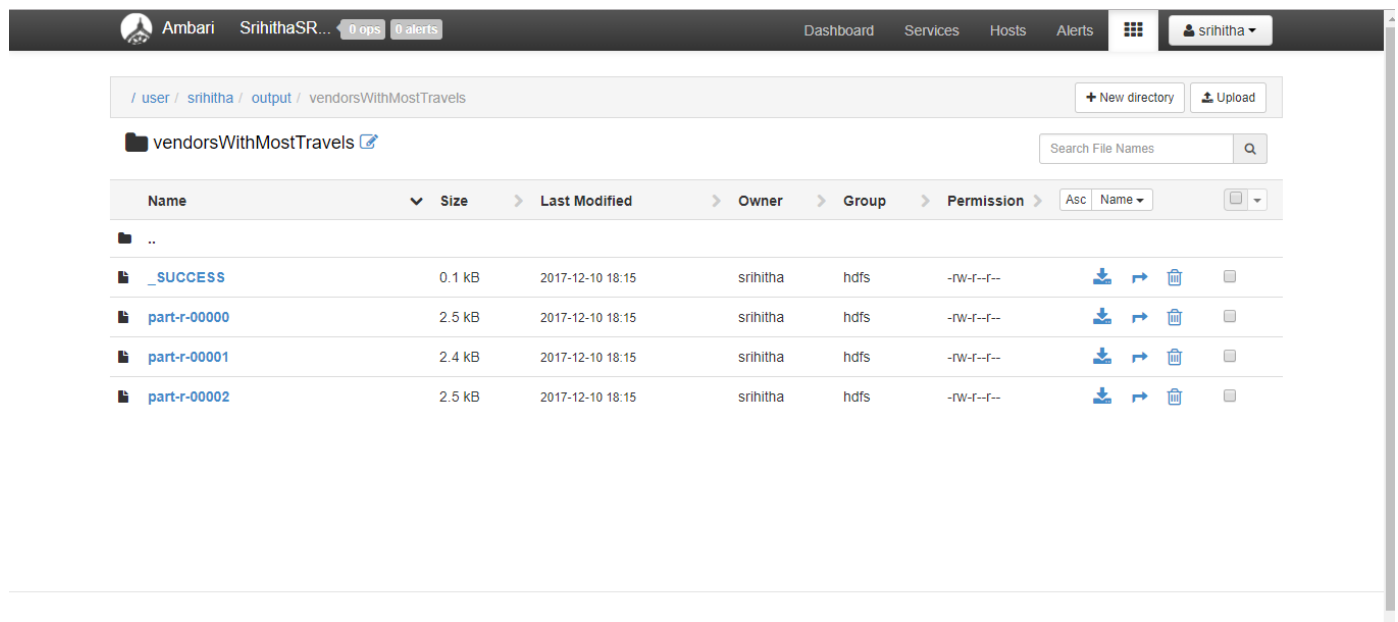 Ambari SrihithaSR... 0 ops 0 alerts Dashboard Services Hosts Alerts srihitha
/ user / srihitha / output / vendorsWithMostTravels + New directory Upload
vendorsWithMostTravels Search File Names
Name Size Last Modified Owner Group Permission Asc Name
..
_SUCCESS 0.1 kB 2017-12-10 18:15 srihitha hdfs -rw-r--r--
part-r-00000 2.5 kB 2017-12-10 18:15 srihitha hdfs -rw-r--r--
part-r-00001 2.4 kB 2017-12-10 18:15 srihitha hdfs -rw-r--r--
part-r-00002 2.5 kB 2017-12-10 18:15 srihitha hdfs -rw-r--r--